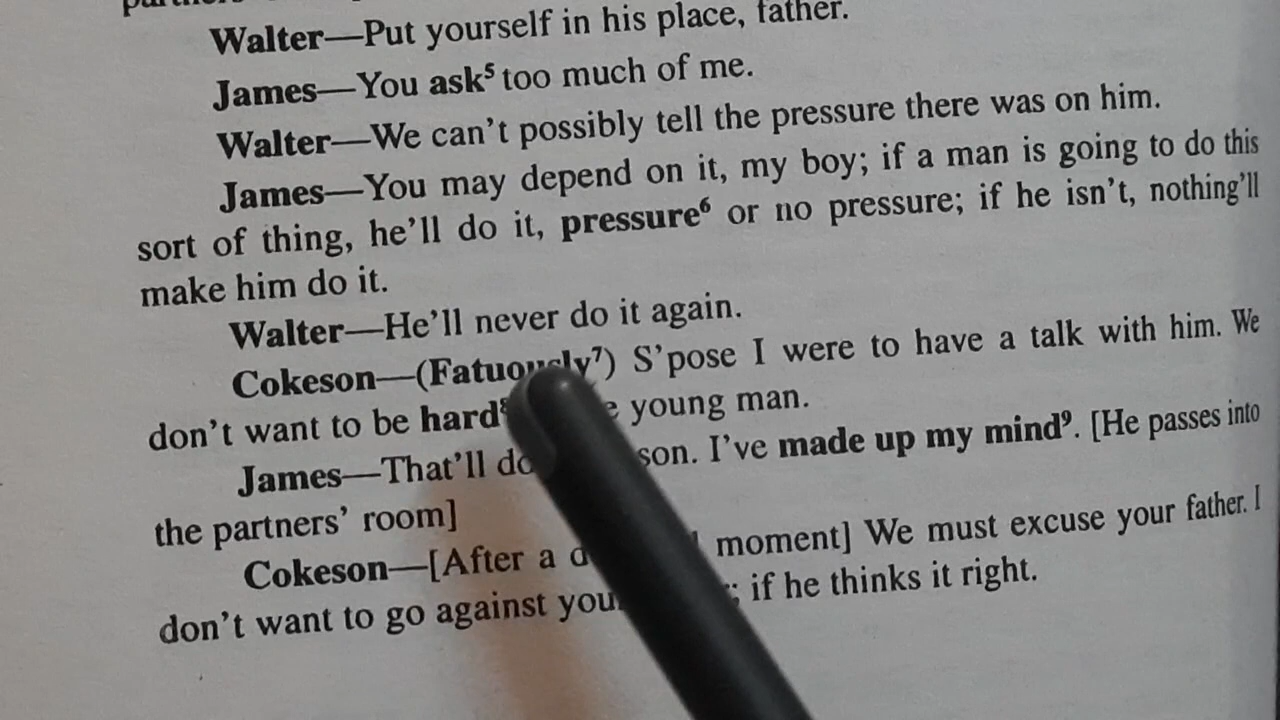 Walter—Put yourself in his place, father.
James—You ask⁵ too much of me.
Walter—We can't possibly tell the pressure there was on him.
James—You may depend on it, my boy; if a man is going to do this
sort of thing, he'll do it, pressure⁶ or no pressure; if he isn't, nothing'll
make him do it.
Walter—He'll never do it again.
Cokeson—(Fatuously⁷) S'pose I were to have a talk with him. We
don't want to be hard⁸ young man.
James—That'll do son. I've made up my mind⁹. [He passes into
the partners' room]
Cokeson—[After a moment] We must excuse your father. I
don't want to go against ; if he thinks it right.